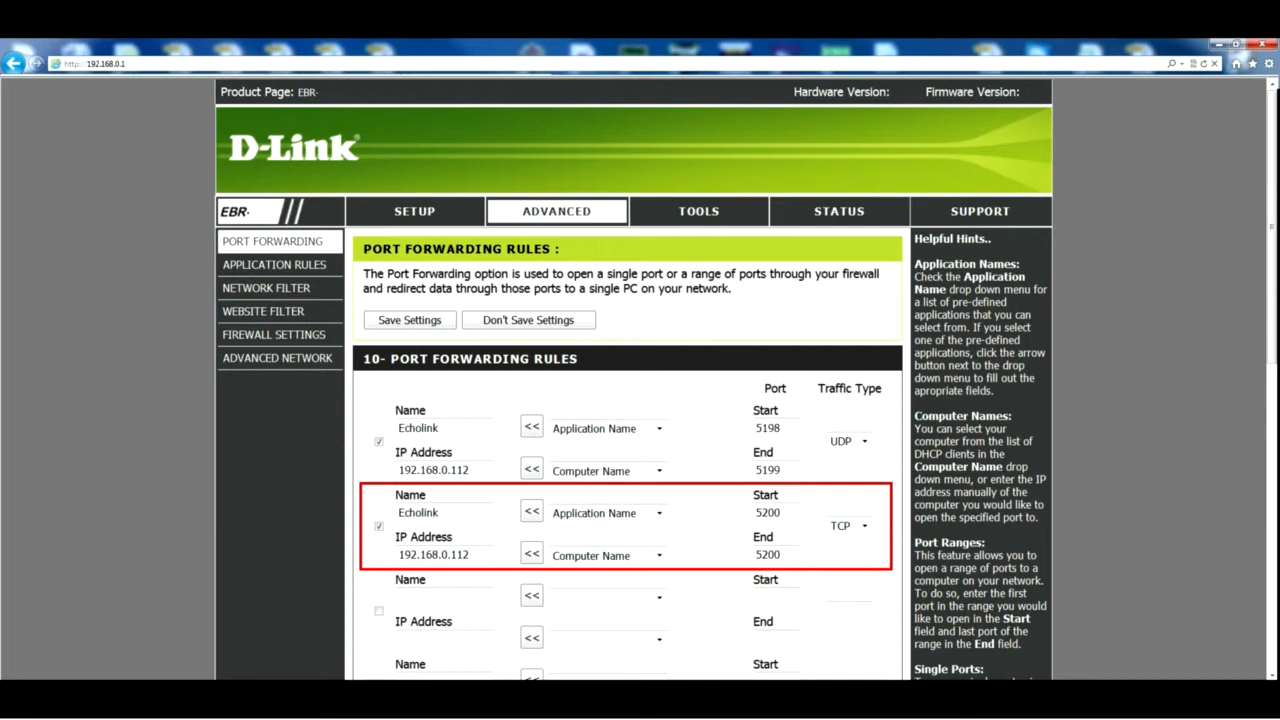 http://192.168.0.1
Product Page: EBR-
Hardware Version: Firmware Version:
D-Link
EBR-
SETUP
ADVANCED
TOOLS
STATUS
SUPPORT
PORT FORWARDING
APPLICATION RULES
NETWORK FILTER
WEBSITE FILTER
FIREWALL SETTINGS
ADVANCED NETWORK
PORT FORWARDING RULES :
The Port Forwarding option is used to open a single port or a range of ports through your firewall
and redirect data through those ports to a single PC on your network.
Save Settings
Don't Save Settings
10- PORT FORWARDING RULES
Port Traffic Type
Name Start
Echolink << Application Name 5198
UDP
IP Address End
192.168.0.112 << Computer Name 5199
Name Start
Echolink << Application Name 5200
TCP
IP Address End
192.168.0.112 << Computer Name 5200
Name Start
<<
IP Address End
<<
Name Start
<<
Helpful Hints..
Application Names:
Check the Application
Name drop down menu for
a list of pre-defined
applications that you can
select from. If you select
one of the pre-defined
applications, click the arrow
button next to the drop
down menu to fill out the
apropriate fields.
Computer Names:
You can select your
computer from the list of
DHCP clients in the
Computer Name drop
down menu, or enter the IP
address manually of the
computer you would like to
open the specified port to.
Port Ranges:
This feature allows you to
open a range of ports to a
computer on your network.
To do so, enter the first
port in the range you would
like to open in the Start
field and last port of the
range in the End field.
Single Ports: